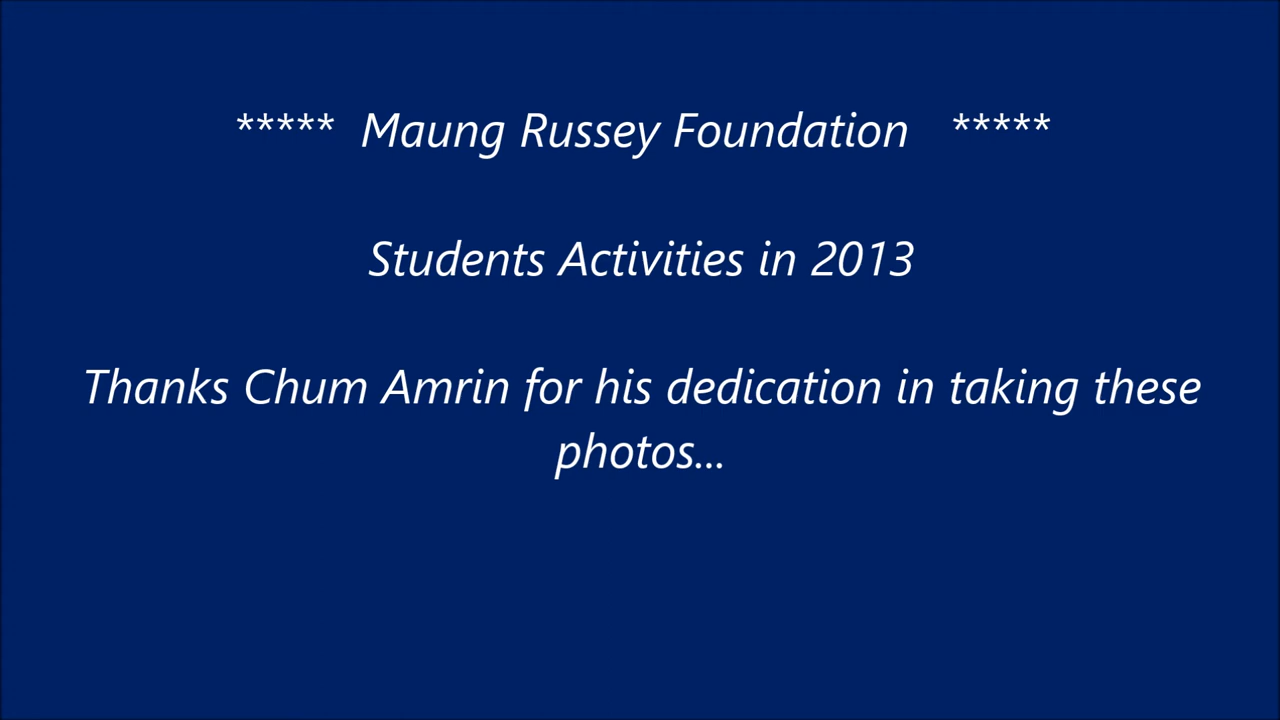 ***** Maung Russey Foundation *****
Students Activities in 2013
Thanks Chum Amrin for his dedication in taking these
photos...